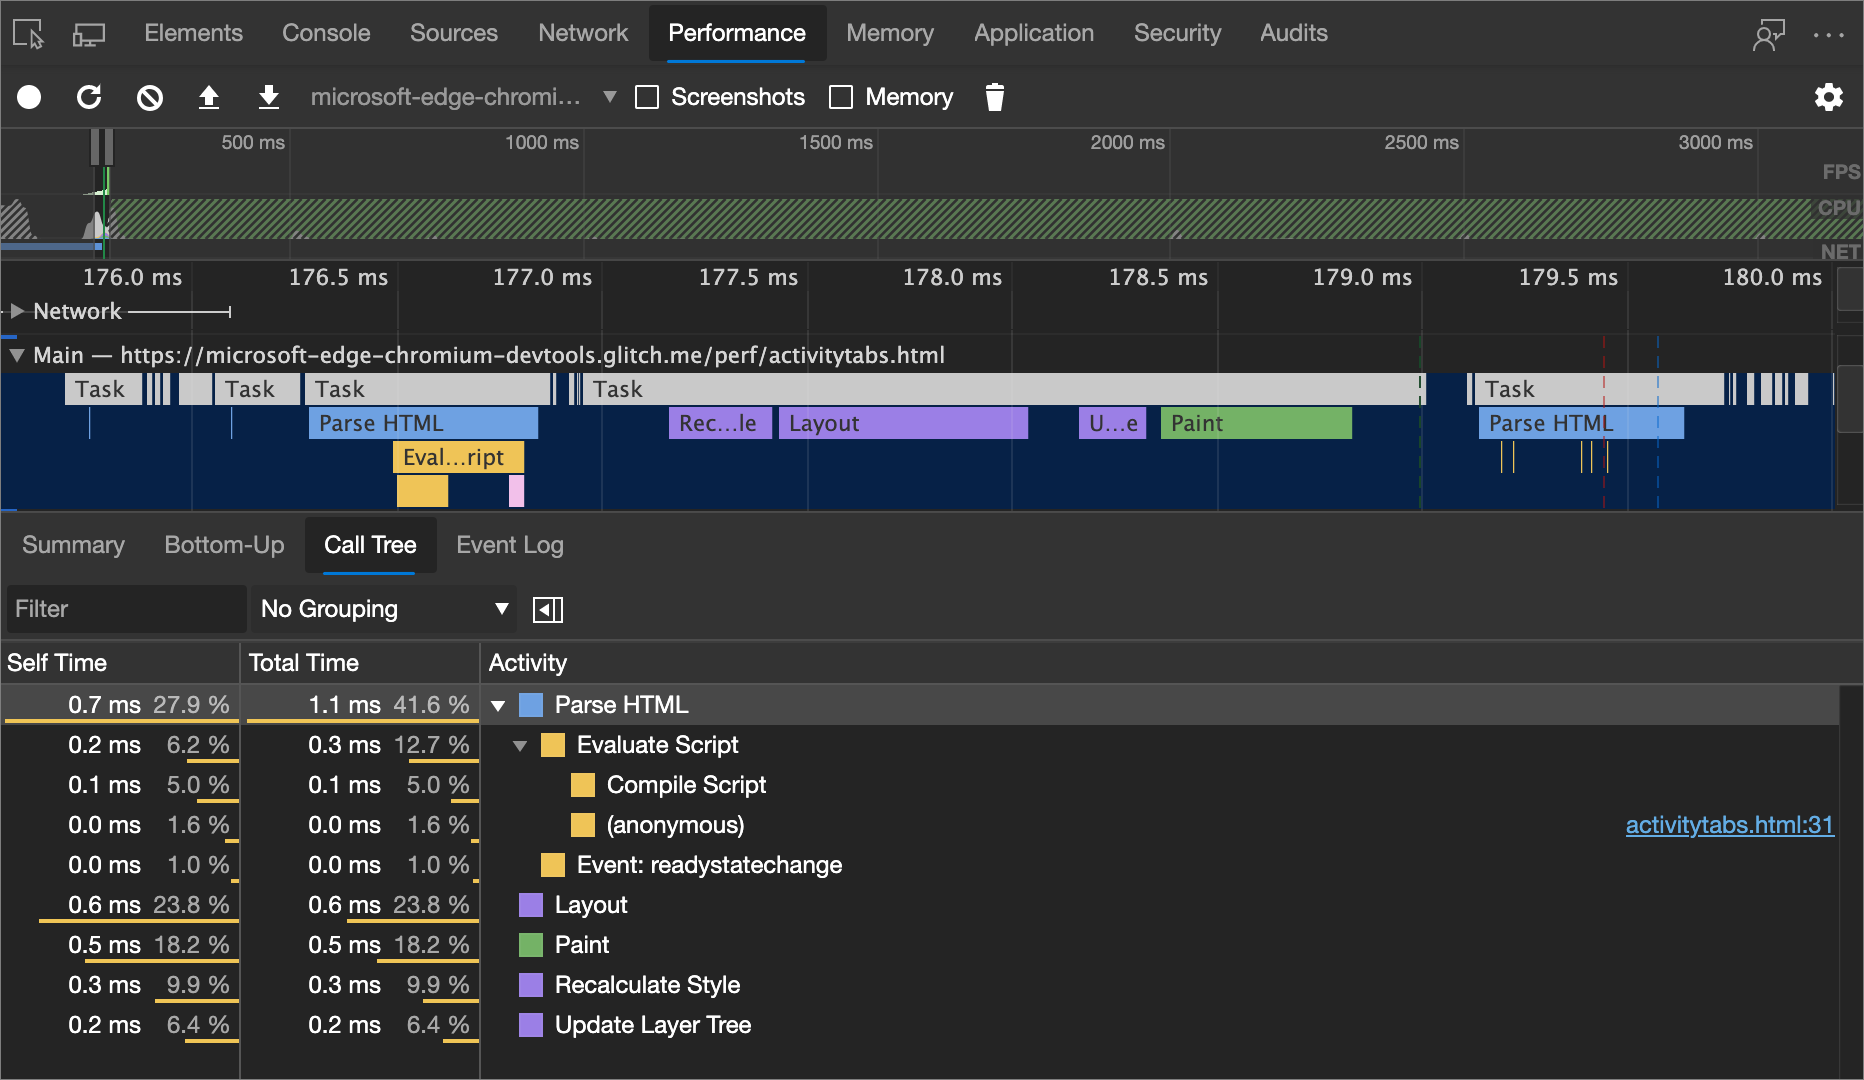 Elements Console Sources Network Performance Memory Application Security Audits
microsoft-edge-chromi... Screenshots Memory
500 ms 1000 ms 1500 ms 2000 ms 2500 ms 3000 ms
FPS
CPU
NET
176.0 ms 176.5 ms 177.0 ms 177.5 ms 178.0 ms 178.5 ms 179.0 ms 179.5 ms 180.0 ms
Network
Main — https://microsoft-edge-chromium-devtools.glitch.me/perf/activitytabs.html
Task Task Task Task Task
Parse HTML Rec...le Layout U...e Paint Parse HTML
Eval...ript
Summary Bottom-Up Call Tree Event Log
Filter No Grouping
Self Time Total Time Activity
0.7 ms 27.9 % 1.1 ms 41.6 % Parse HTML
0.2 ms 6.2 % 0.3 ms 12.7 % Evaluate Script
0.1 ms 5.0 % 0.1 ms 5.0 % Compile Script
0.0 ms 1.6 % 0.0 ms 1.6 % (anonymous) activitytabs.html:31
0.0 ms 1.0 % 0.0 ms 1.0 % Event: readystatechange
0.6 ms 23.8 % 0.6 ms 23.8 % Layout
0.5 ms 18.2 % 0.5 ms 18.2 % Paint
0.3 ms 9.9 % 0.3 ms 9.9 % Recalculate Style
0.2 ms 6.4 % 0.2 ms 6.4 % Update Layer Tree